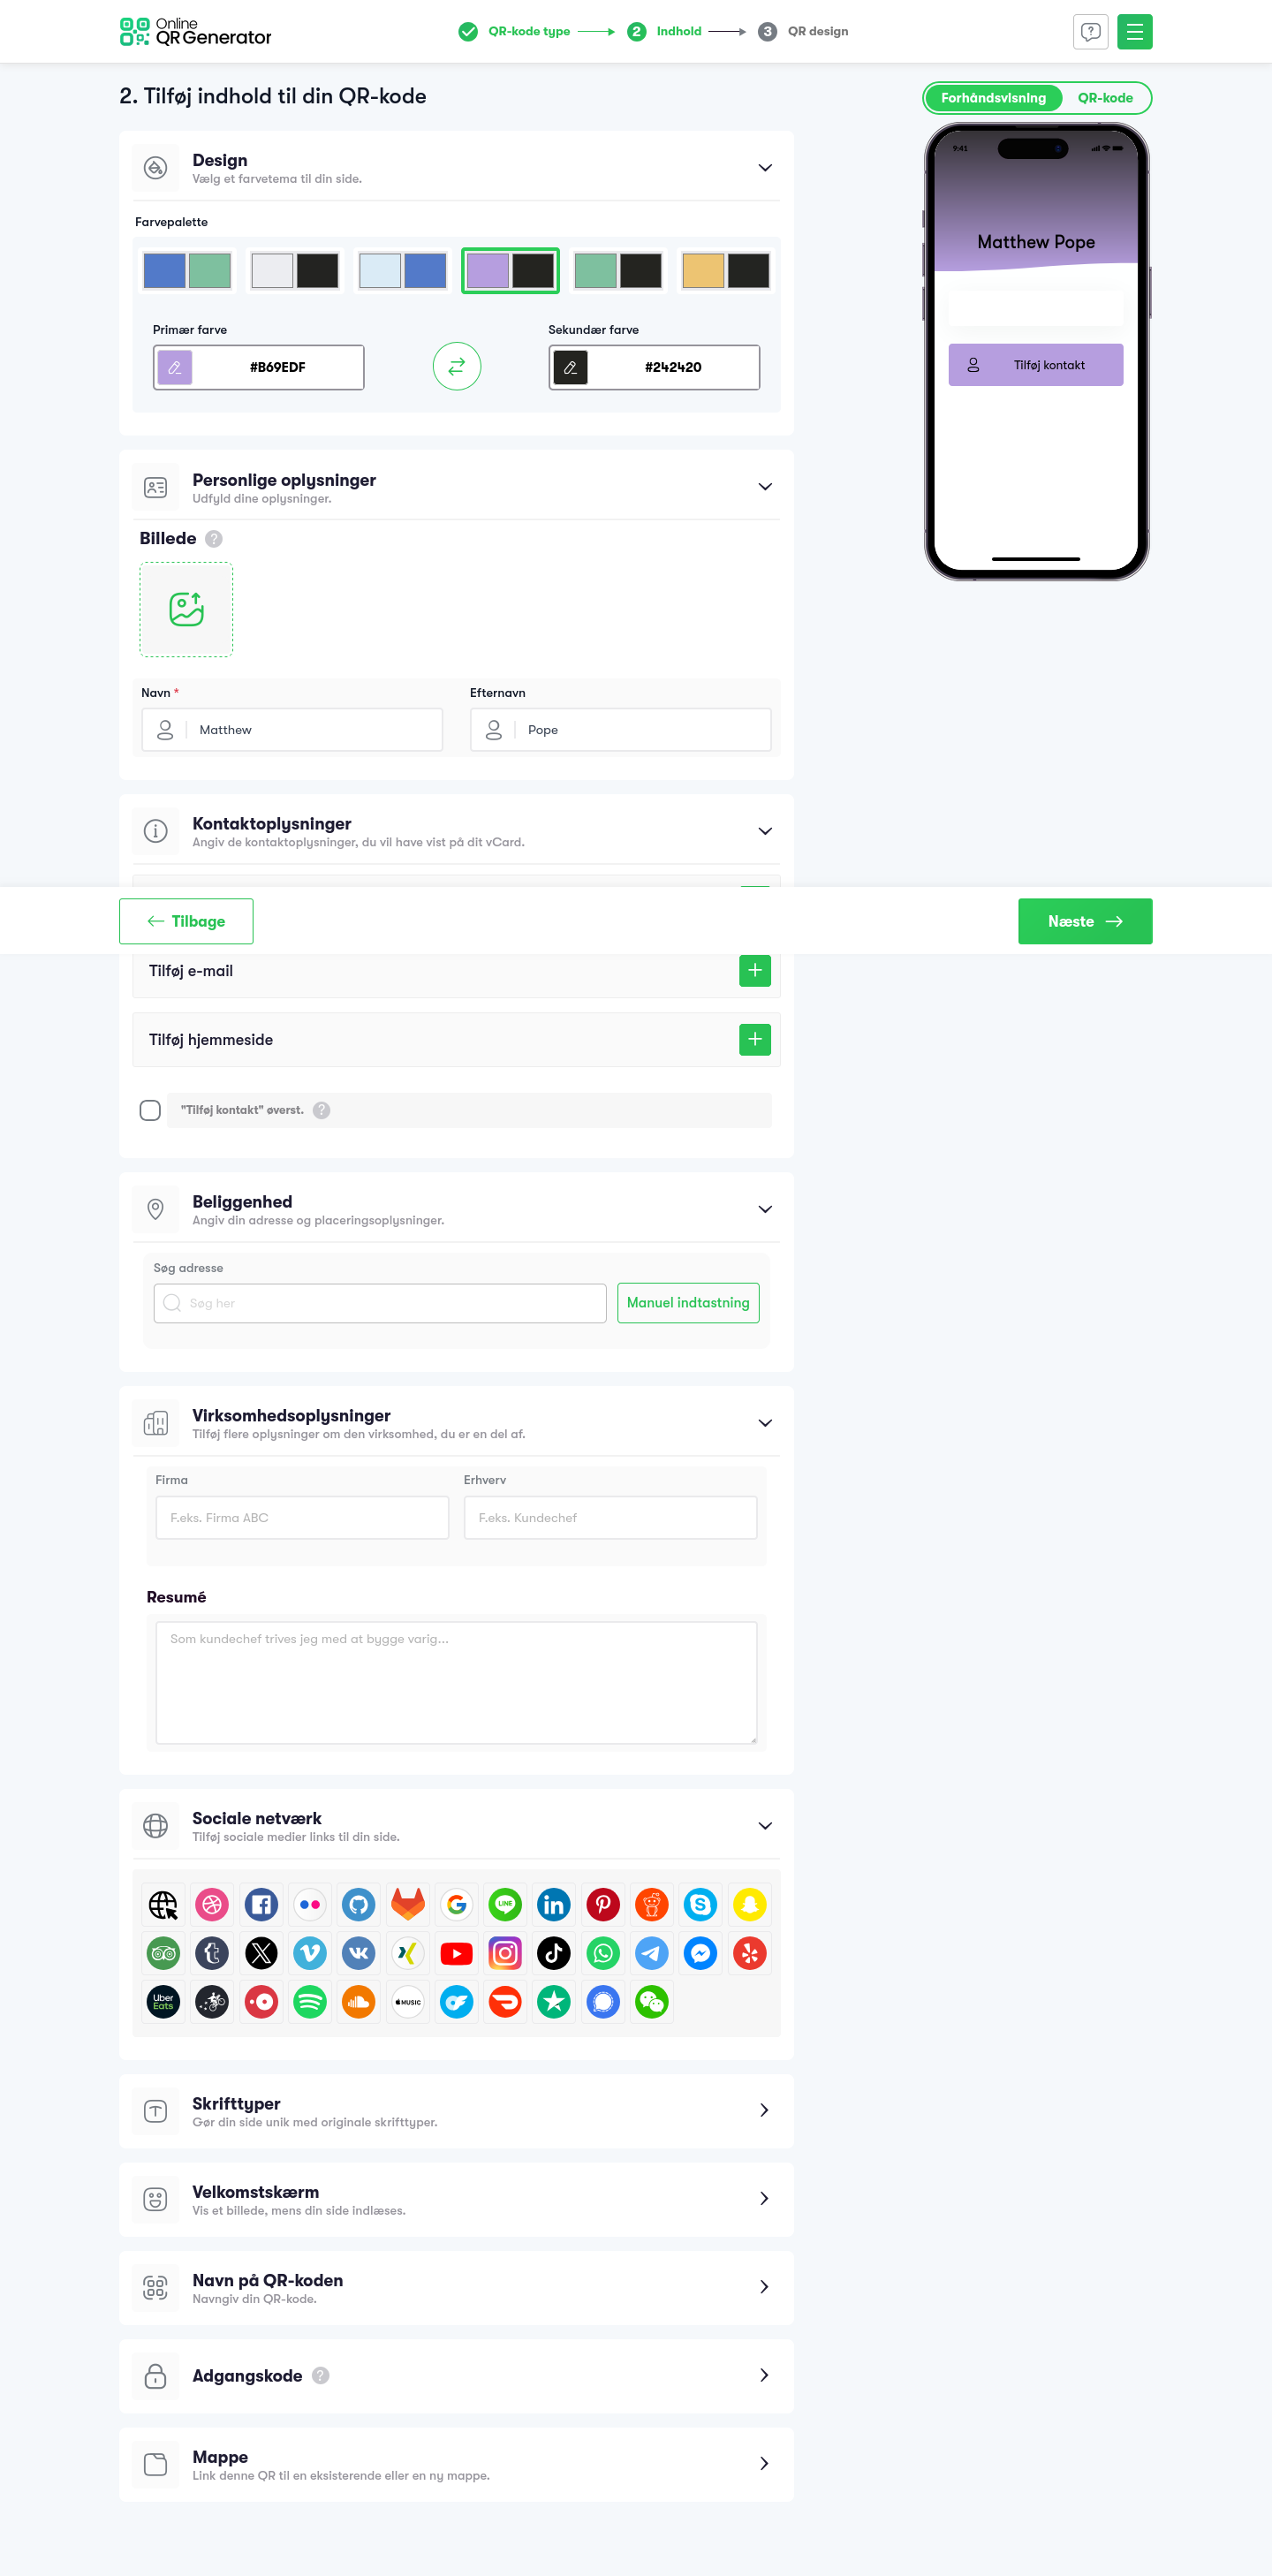 Online
QR Generator
QR-kode type
2
Indhold
3
QR design
2. Tilføj indhold til din QR-kode
Forhåndsvisning
QR-kode
Design
Vælg et farvetema til din side.
Farvepalette
Primær farve
Sekundær farve
#B69EDF
#242420
9:41
Matthew Pope
Tilføj kontakt
Personlige oplysninger
Udfyld dine oplysninger.
Billede
?
Navn *
Efternavn
Matthew
Pope
Kontaktoplysninger
Angiv de kontaktoplysninger, du vil have vist på dit vCard.
Tilbage
Næste
Tilføj e-mail
Tilføj hjemmeside
"Tilføj kontakt" øverst.
?
Beliggenhed
Angiv din adresse og placeringsoplysninger.
Søg adresse
Søg her
Manuel indtastning
Virksomhedsoplysninger
Tilføj flere oplysninger om den virksomhed, du er en del af.
Firma
Erhverv
F.eks. Firma ABC
F.eks. Kundechef
Resumé
Som kundechef trives jeg med at bygge varig...
Sociale netværk
Tilføj sociale medier links til din side.
LINE
Uber
Eats
MUSIC
Skrifttyper
Gør din side unik med originale skrifttyper.
Velkomstskærm
Vis et billede, mens din side indlæses.
Navn på QR-koden
Navngiv din QR-kode.
Adgangskode
?
Mappe
Link denne QR til en eksisterende eller en ny mappe.